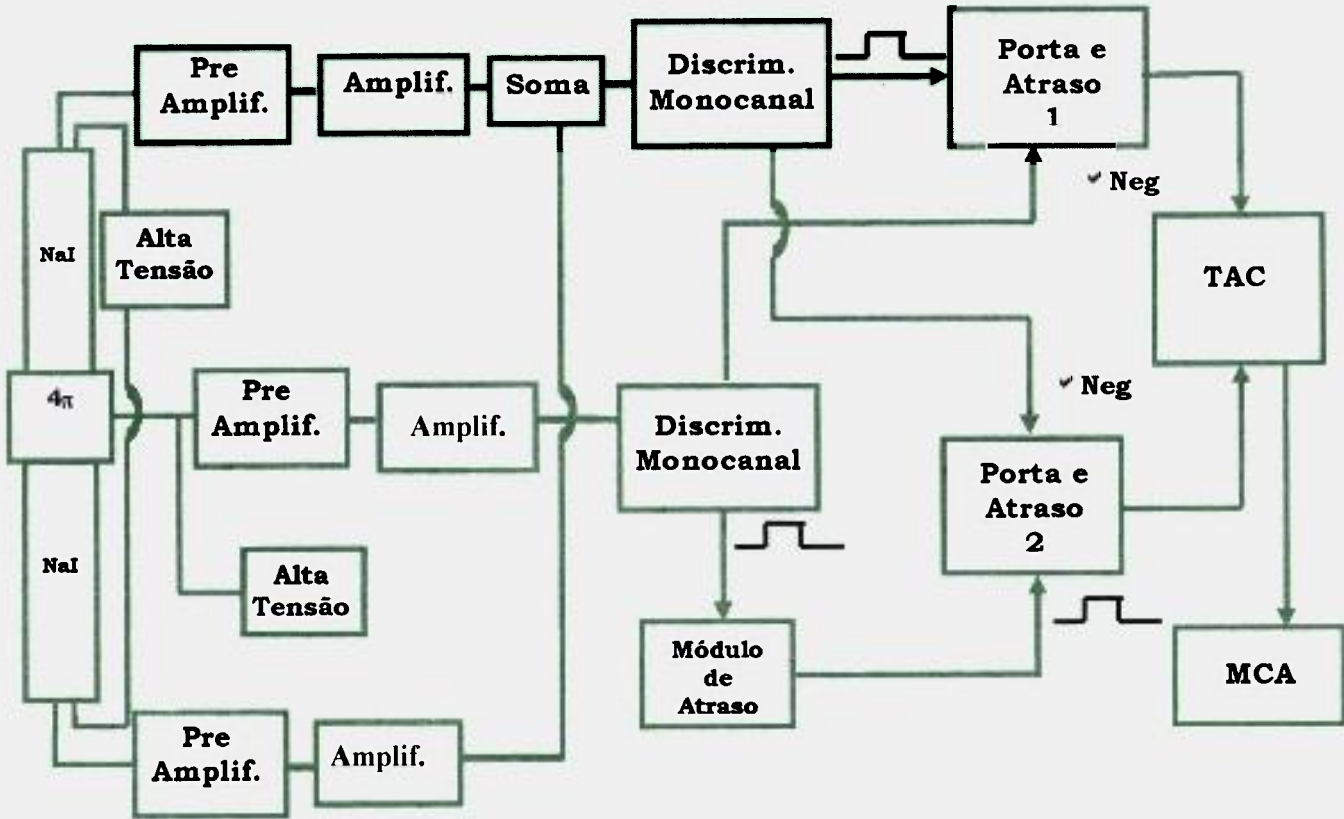 Pre
Amplif.
Amplif.
Soma
Discrim.
Monocanal
Porta e
Atraso
1
Neg
NaI
Alta
Tensão
TAC
4π
Pre
Amplif.
Amplif.
Discrim.
Monocanal
Neg
Porta e
Atraso
2
NaI
Alta
Tensão
Módulo
de
Atraso
MCA
Pre
Amplif.
Amplif.